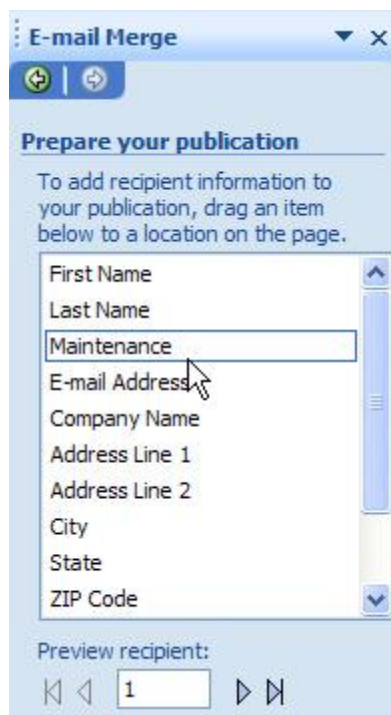 E-mail Merge
Prepare your publication
To add recipient information to
your publication, drag an item
below to a location on the page.
First Name
Last Name
Maintenance
E-mail Address
Company Name
Address Line 1
Address Line 2
City
State
ZIP Code
Preview recipient:
1